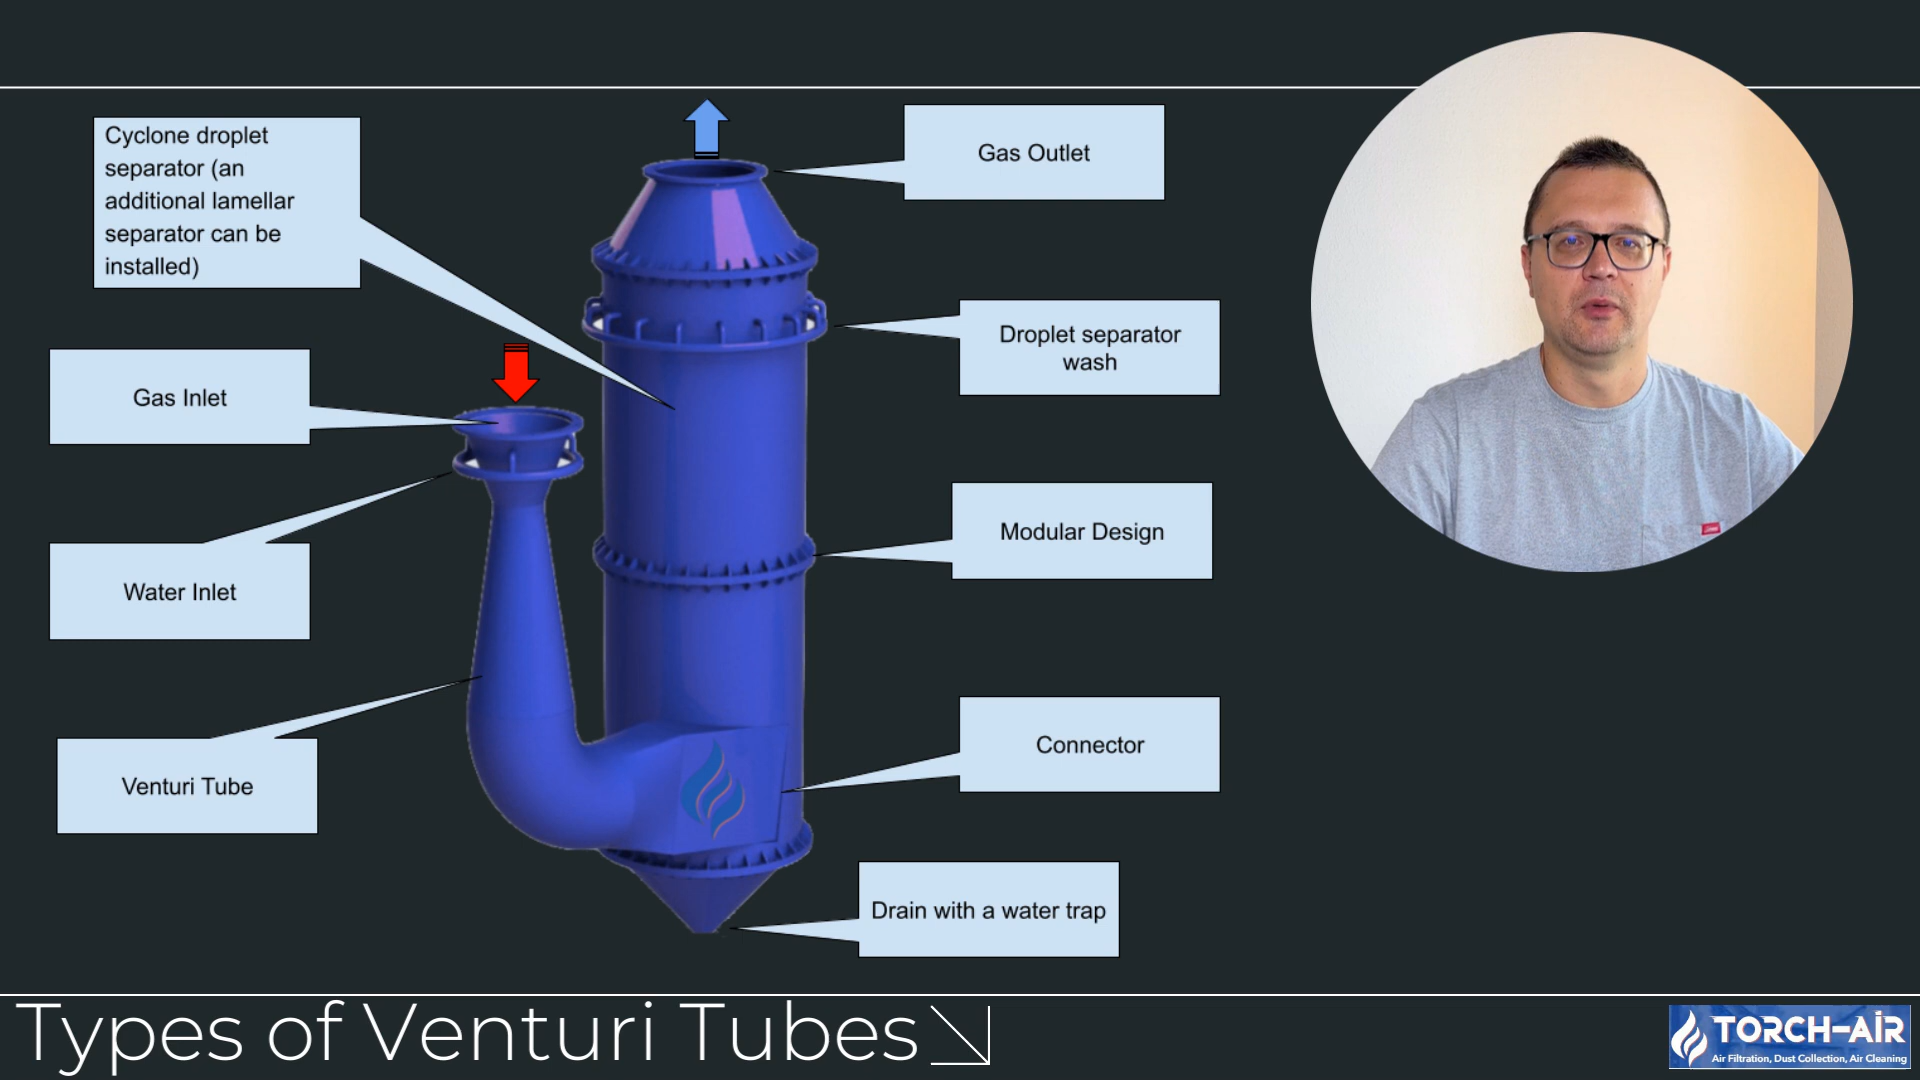 Cyclone droplet
separator (an
additional lamellar
separator can be
installed)
Gas Outlet
Droplet separator
wash
Gas Inlet
Modular Design
Water Inlet
Connector
Venturi Tube
Drain with a water trap
Types of Venturi Tubes
TORCH-AiR
Air Filtration, Dust Collection, Air Cleaning